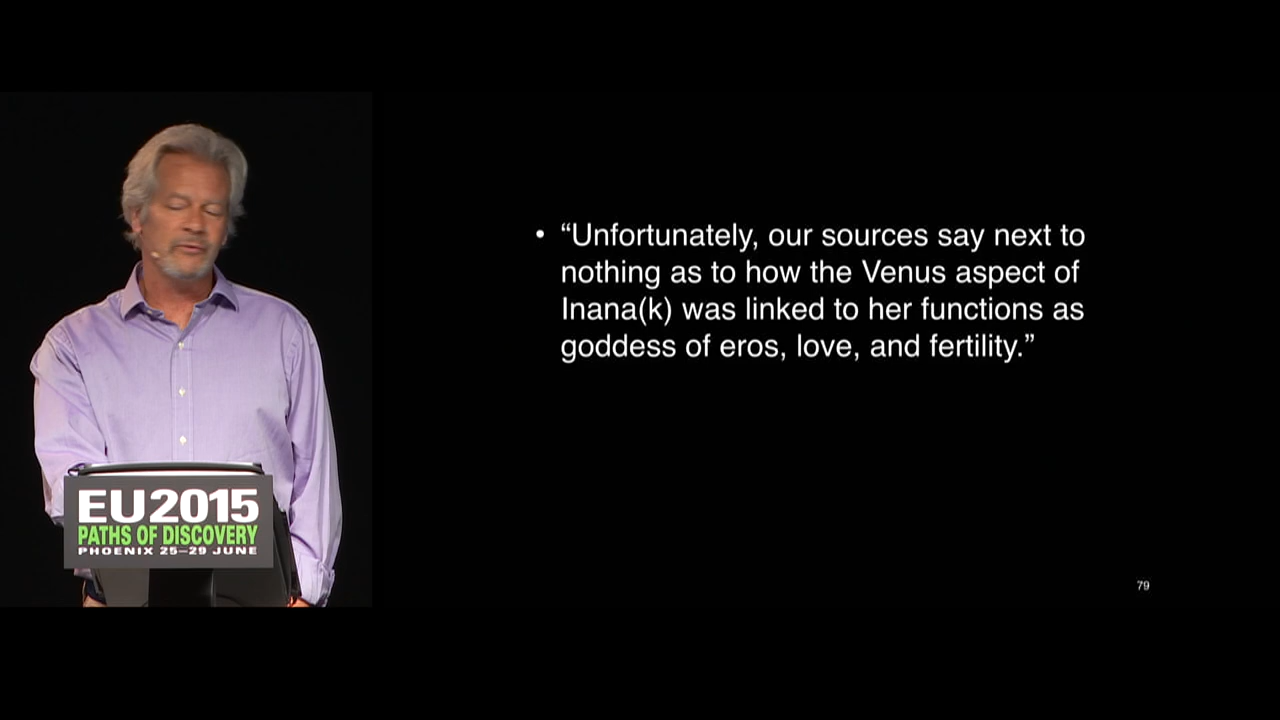 EU2015
PATHS OF DISCOVERY
PHOENIX 25–29 JUNE
• “Unfortunately, our sources say next to
nothing as to how the Venus aspect of
Inana(k) was linked to her functions as
goddess of eros, love, and fertility.”
79